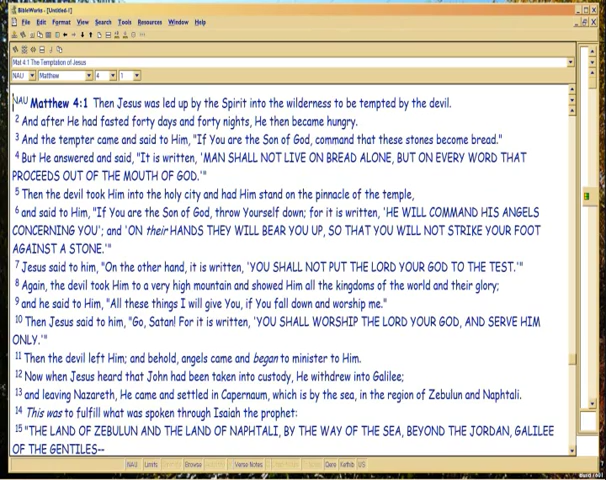 BibleWorks - [Untitled-1]
File Edit Format View Search Tools Resources Window Help
Mat 4:1 The Temptation of Jesus
NAU Matthew 4 1
NAU Matthew 4:1 Then Jesus was led up by the Spirit into the wilderness to be tempted by the devil.
2 And after He had fasted forty days and forty nights, He then became hungry.
3 And the tempter came and said to Him, "If You are the Son of God, command that these stones become bread."
4 But He answered and said, "It is written, 'MAN SHALL NOT LIVE ON BREAD ALONE, BUT ON EVERY WORD THAT
PROCEEDS OUT OF THE MOUTH OF GOD.'"
5 Then the devil took Him into the holy city and had Him stand on the pinnacle of the temple,
6 and said to Him, "If You are the Son of God, throw Yourself down; for it is written, 'HE WILL COMMAND HIS ANGELS
CONCERNING YOU'; and 'ON their HANDS THEY WILL BEAR YOU UP, SO THAT YOU WILL NOT STRIKE YOUR FOOT
AGAINST A STONE.'"
7 Jesus said to him, "On the other hand, it is written, 'YOU SHALL NOT PUT THE LORD YOUR GOD TO THE TEST.'"
8 Again, the devil took Him to a very high mountain and showed Him all the kingdoms of the world and their glory;
9 and he said to Him, "All these things I will give You, if You fall down and worship me."
10 Then Jesus said to him, "Go, Satan! For it is written, 'YOU SHALL WORSHIP THE LORD YOUR GOD, AND SERVE HIM
ONLY.'"
11 Then the devil left Him; and behold, angels came and began to minister to Him.
12 Now when Jesus heard that John had been taken into custody, He withdrew into Galilee;
13 and leaving Nazareth, He came and settled in Capernaum, which is by the sea, in the region of Zebulun and Naphtali.
14 This was to fulfill what was spoken through Isaiah the prophet:
15 "THE LAND OF ZEBULUN AND THE LAND OF NAPHTALI, BY THE WAY OF THE SEA, BEYOND THE JORDAN, GALILEE
OF THE GENTILES--
NAU Limits Browse Verse Notes Qere Kethib US